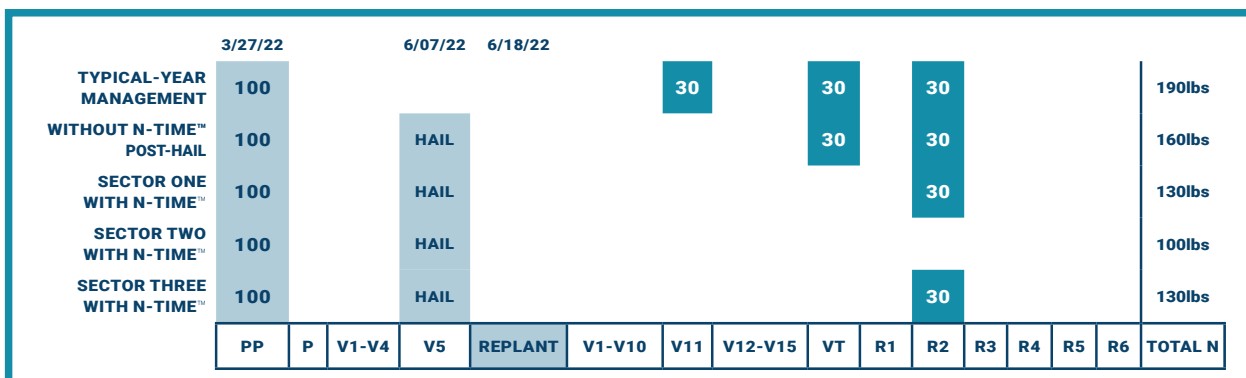 3/27/22 6/07/22 6/18/22
TYPICAL-YEAR
MANAGEMENT 100 30 30 30 190lbs
WITHOUT N-TIME™
POST-HAIL 100 HAIL 30 30 160lbs
SECTOR ONE
WITH N-TIME™ 100 HAIL 30 130lbs
SECTOR TWO
WITH N-TIME™ 100 HAIL 100lbs
SECTOR THREE
WITH N-TIME™ 100 HAIL 30 130lbs
PP P V1-V4 V5 REPLANT V1-V10 V11 V12-V15 VT R1 R2 R3 R4 R5 R6 TOTAL N